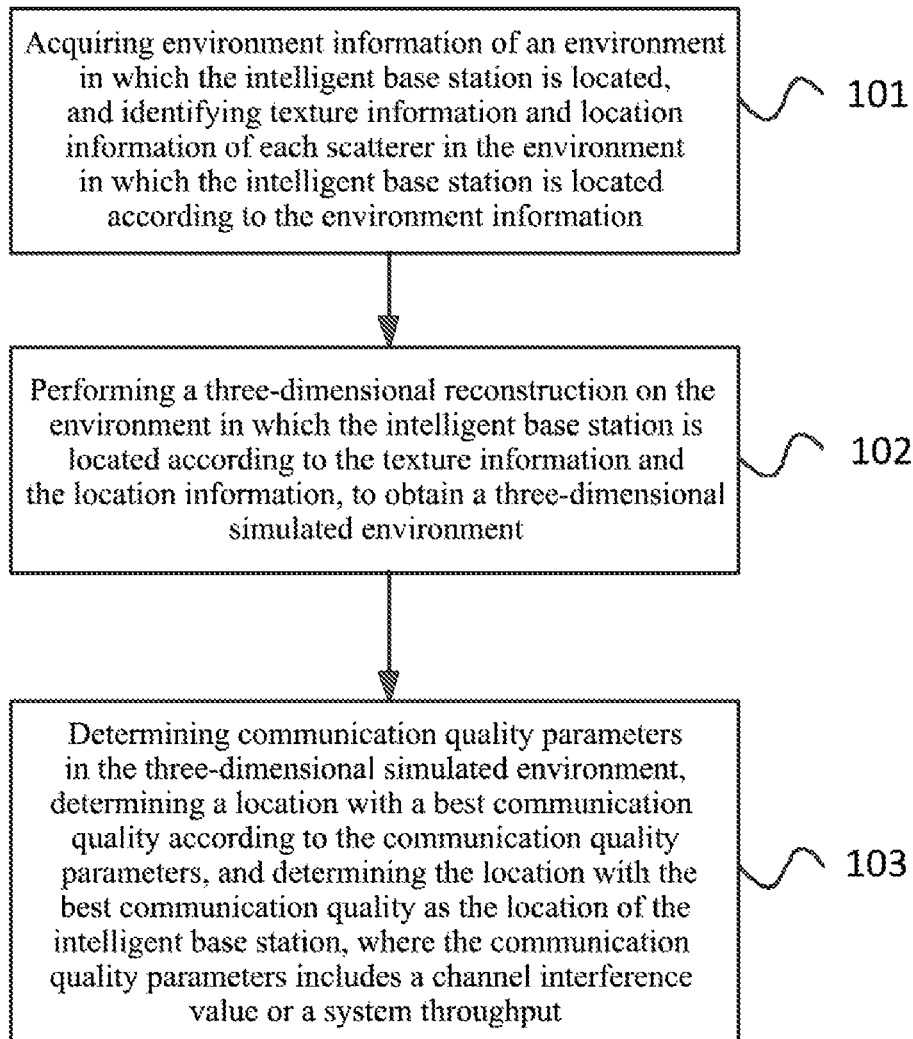 Acquiring environment information of an environment
in which the intelligent base station is located,
and identifying texture information and location
information of each scatterer in the environment
in which the intelligent base station is located
according to the environment information
101
Performing a three-dimensional reconstruction on the
environment in which the intelligent base station is
located according to the texture information and
the location information, to obtain a three-dimensional
simulated environment
102
Determining communication quality parameters
in the three-dimensional simulated environment,
determining a location with a best communication
quality according to the communication quality
parameters, and determining the location with the
best communication quality as the location of the
intelligent base station, where the communication
quality parameters includes a channel interference
value or a system throughput
103